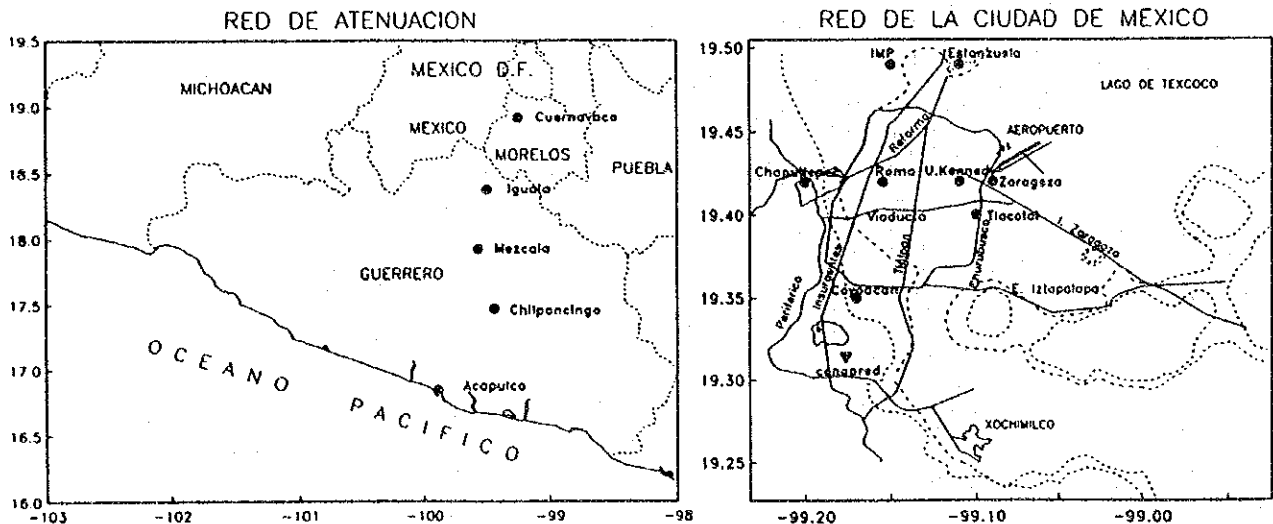 RED DE ATENUACION
19.5
19.0
18.5
18.0
17.5
17.0
16.5
16.0
-103
-102
-101
-100
-99
-98
MICHOACAN
MEXICO D.F.
Cuernavaca
MEXICO
MORELOS
PUEBLA
Iguala
Mezcala
GUERRERO
Chilpancingo
Acapulco
OCEANO PACIFICO
RED DE LA CIUDAD DE MEXICO
19.50
19.45
19.40
19.35
19.30
19.25
-99.20
-99.10
-99.00
IMP
Estanzuela
LAGO DE TEXCOCO
Reforma
AEROPUERTO
Chapultepec
Roma
U.Kenned
Zaragoza
Viaducto
Tlacotal
I. Zaragoza
Churubusco
Tlalpan
Insurgentes
Periferico
Coyoacan
E. Iztapalapa
cenapred
XOCHIMILCO